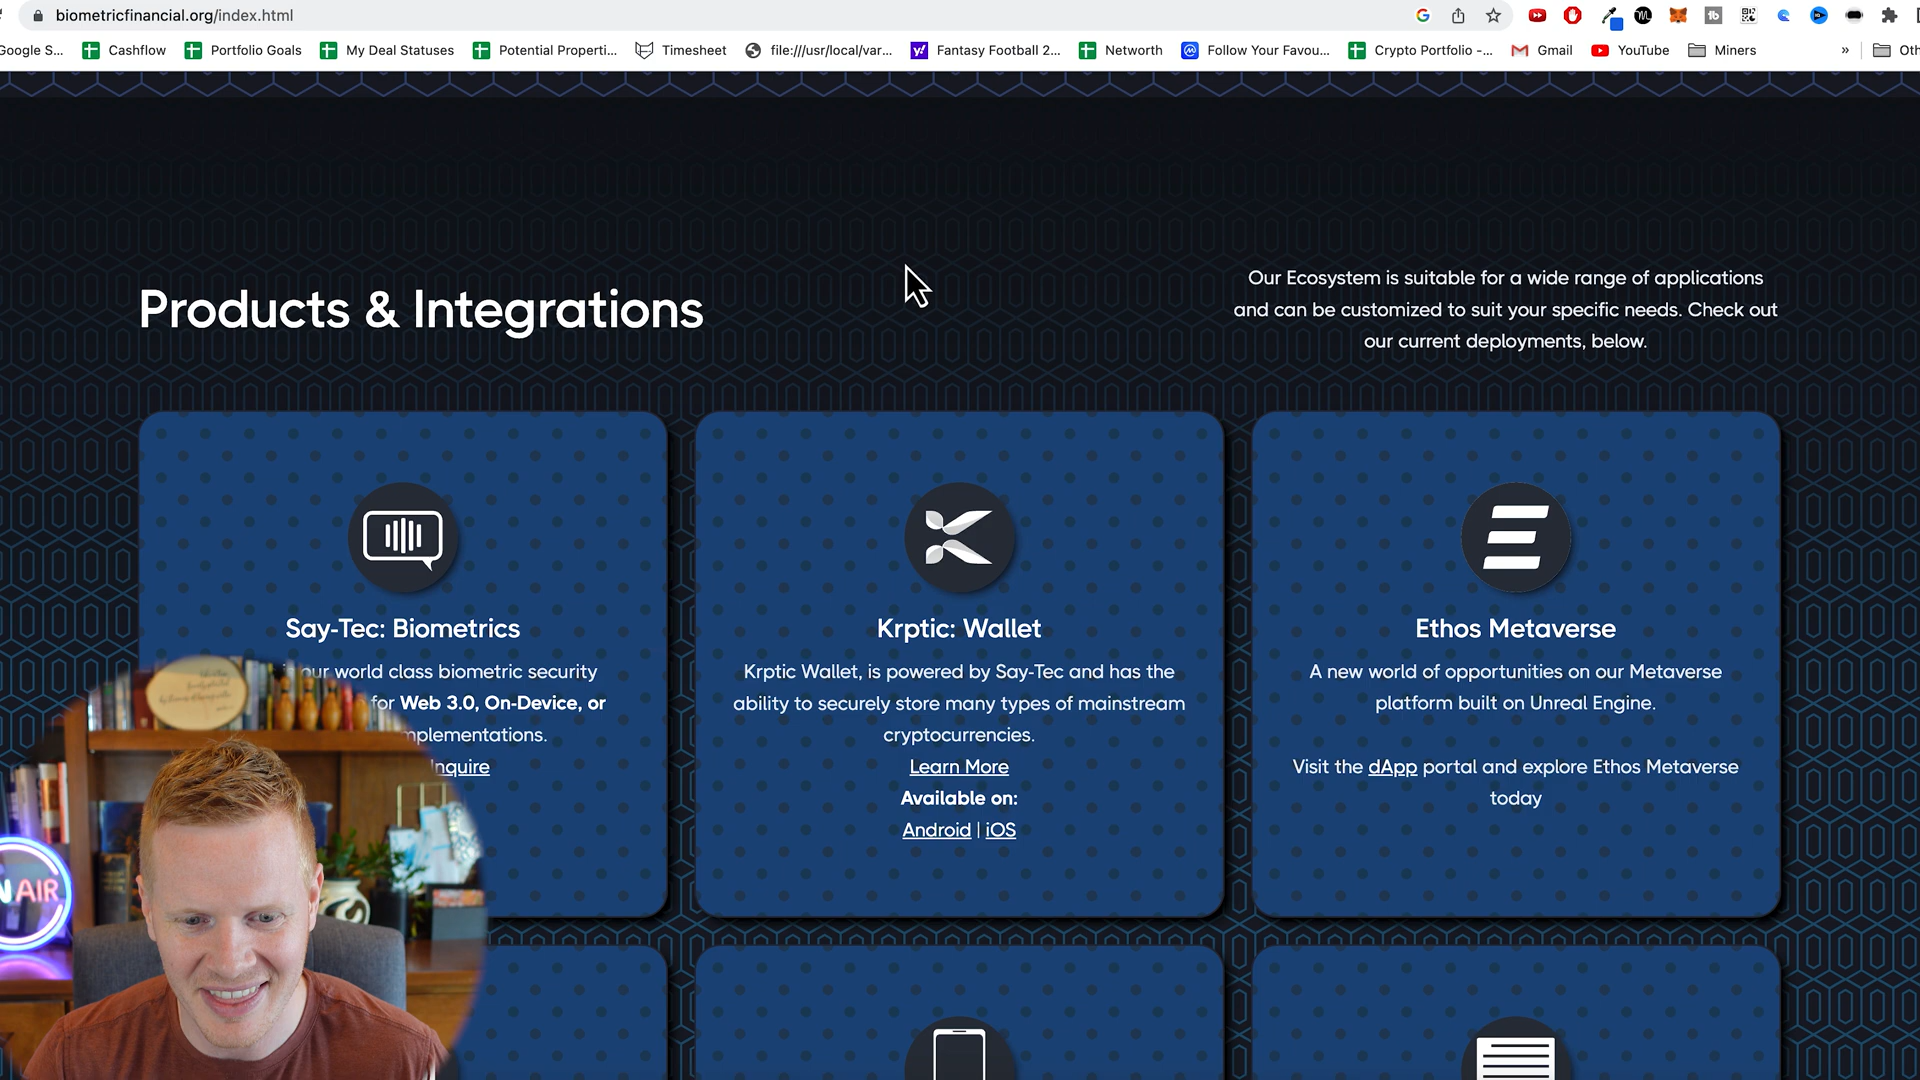 biometricfinancial.org/index.html
Google S...
Cashflow
Portfolio Goals
My Deal Statuses
Potential Properti...
Timesheet
file:///usr/local/var...
Fantasy Football 2...
Networth
Follow Your Favou...
Crypto Portfolio -...
Gmail
YouTube
Miners
»
Oth
Products & Integrations
Our Ecosystem is suitable for a wide range of applications
and can be customized to suit your specific needs. Check out
our current deployments, below.
Say-Tec: Biometrics
our world class biometric security
for Web 3.0, On-Device, or
mplementations.
Inquire
Krptic: Wallet
Krptic Wallet, is powered by Say-Tec and has the
ability to securely store many types of mainstream
cryptocurrencies.
Learn More
Available on:
Android | iOS
Ethos Metaverse
A new world of opportunities on our Metaverse
platform built on Unreal Engine.
Visit the dApp portal and explore Ethos Metaverse
today
N AIR